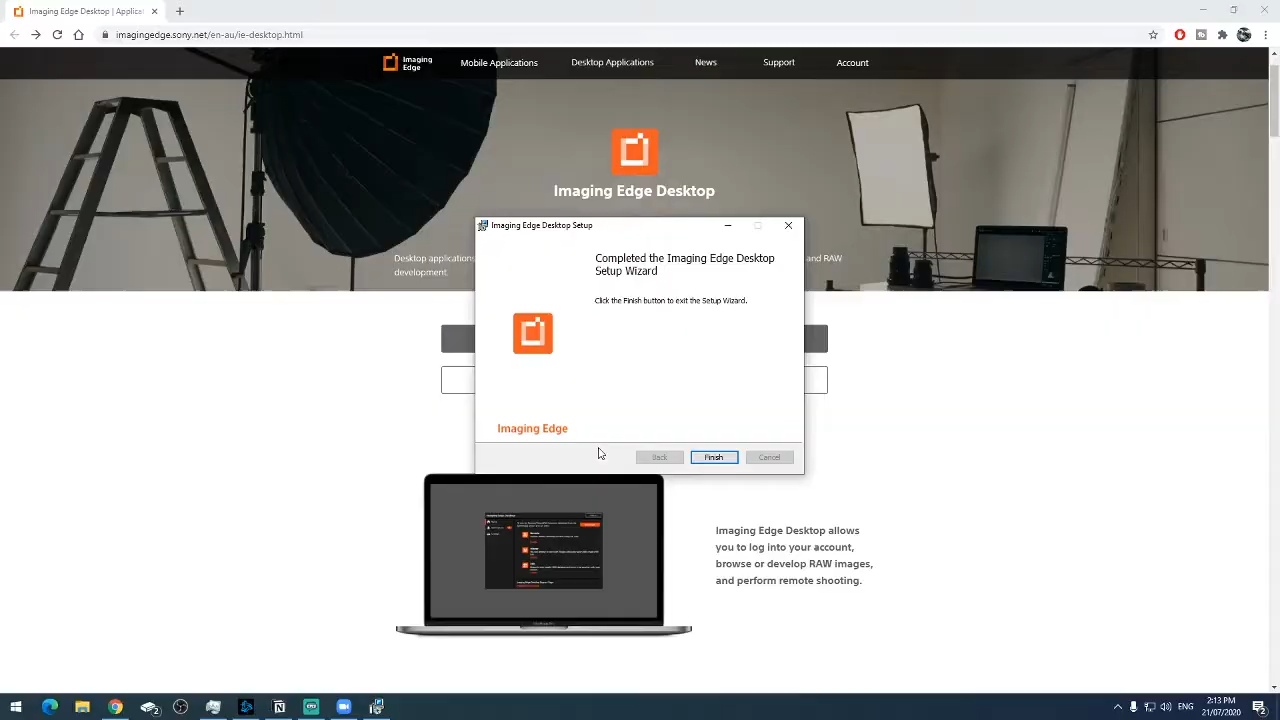 Imaging Edge Desktop | Applicat
imagingedge.sony.net/en-au/ie-desktop.html
Imaging
Edge
Mobile Applications
Desktop Applications
News
Support
Account
Imaging Edge Desktop
Desktop applications
and RAW
development.
Imaging Edge Desktop Setup
Completed the Imaging Edge Desktop
Setup Wizard
Click the Finish button to exit the Setup Wizard.
Imaging Edge
Back
Finish
Cancel
Imaging Edge Desktop allows
you to log into your account,
browse or develop RAW images,
and perform remote shooting.
ENG
2:13 PM
21/07/2020
2